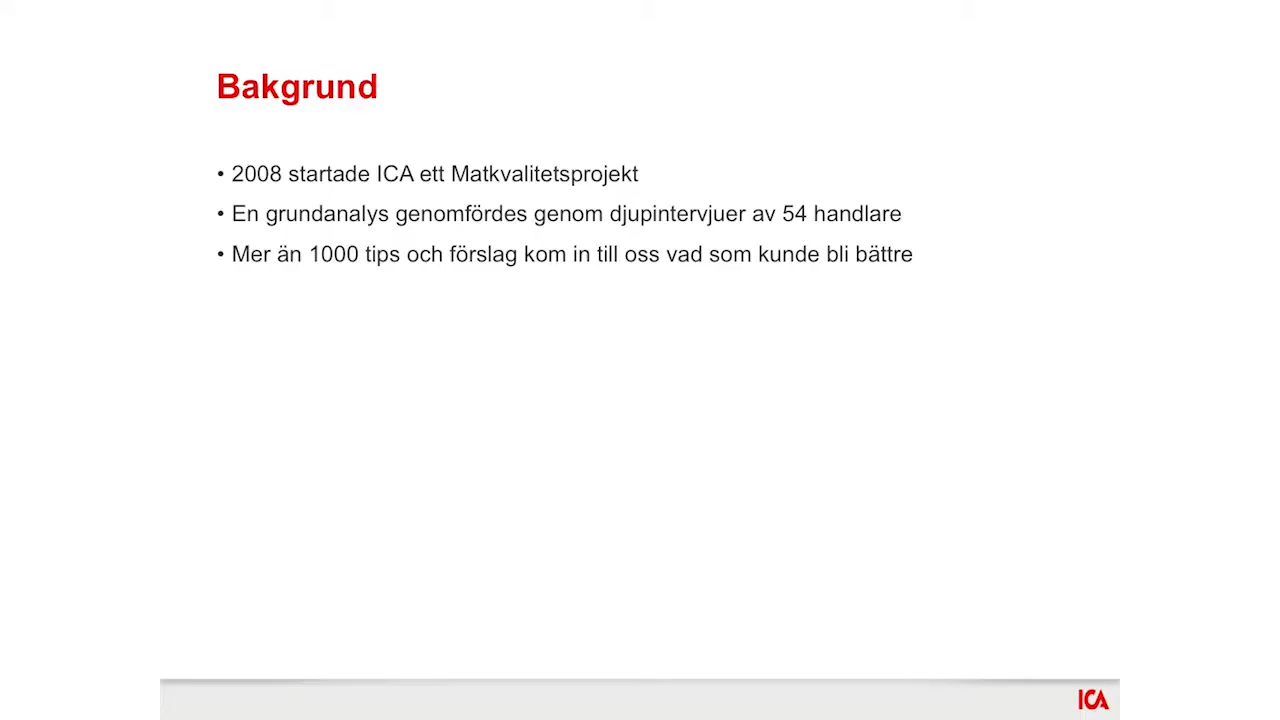 Bakgrund
• 2008 startade ICA ett Matkvalitetsprojekt
• En grundanalys genomfördes genom djupintervjuer av 54 handlare
• Mer än 1000 tips och förslag kom in till oss vad som kunde bli bättre
ICA